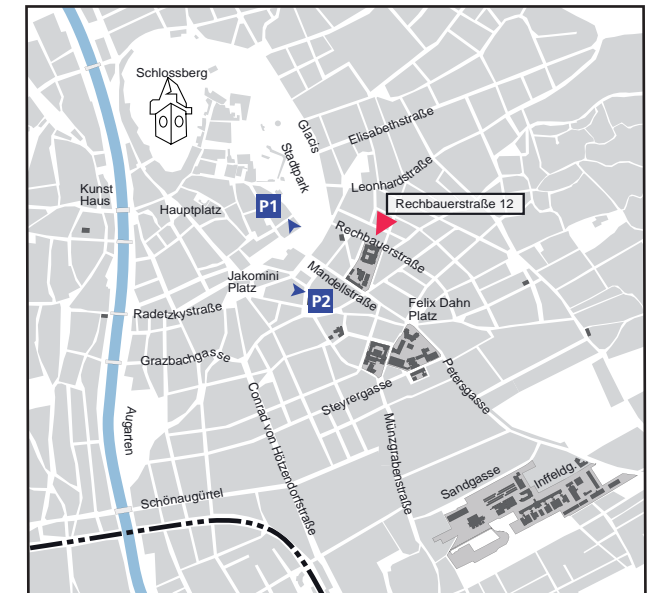 Schlossberg
Glacis
Elisabethstraße
Stadtpark
Leonhardstraße
Kunst
Haus
Hauptplatz
P1
Rechbauerstraße 12
Rechbauerstraße
Jakomini
Platz
Mandellstraße
P2
Felix Dahn
Platz
Radetzkystraße
Grazbachgasse
Petersgasse
Steyrergasse
Augarten
Conrad von Hötzendorfstraße
Münzgrabenstraße
Sandgasse
Inffeldg.
Schönaugürtel